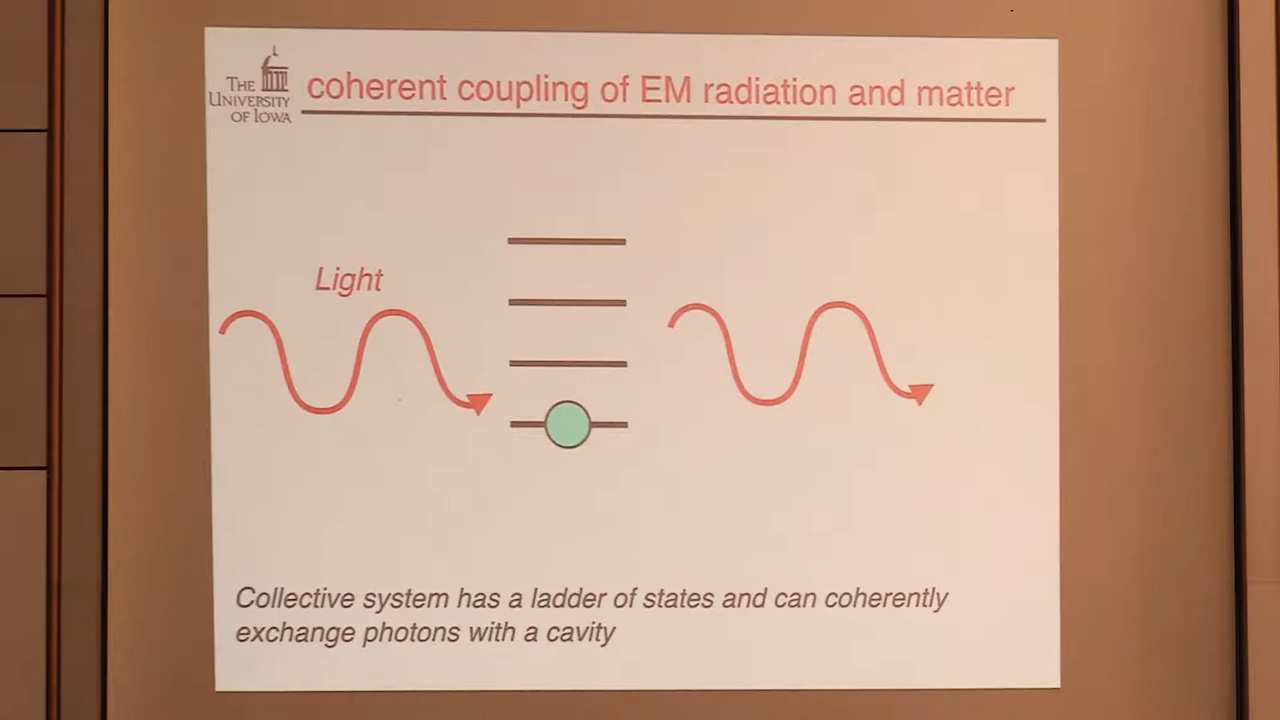 THE
UNIVERSITY
OF IOWA
coherent coupling of EM radiation and matter
Light
Collective system has a ladder of states and can coherently
exchange photons with a cavity